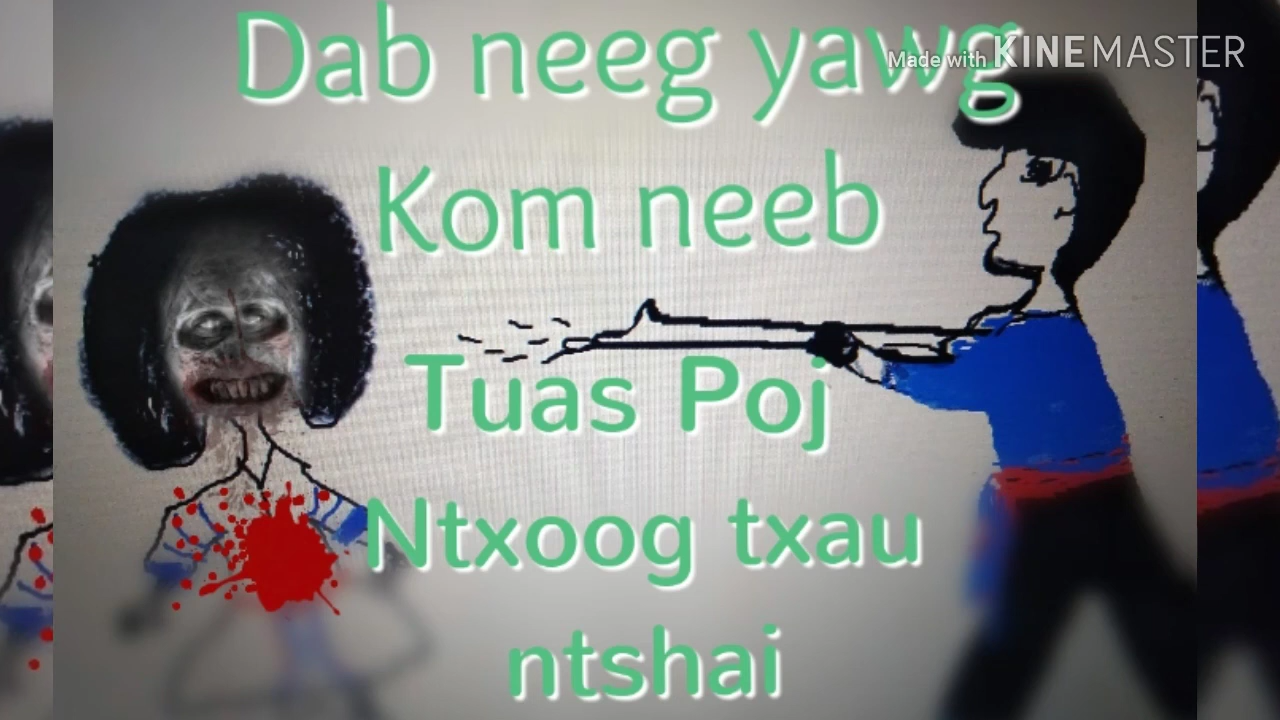 Dab neeg yawg
Made with KINEMASTER
Kom neeb
Tuas Poj
Ntxoog txau
ntshai